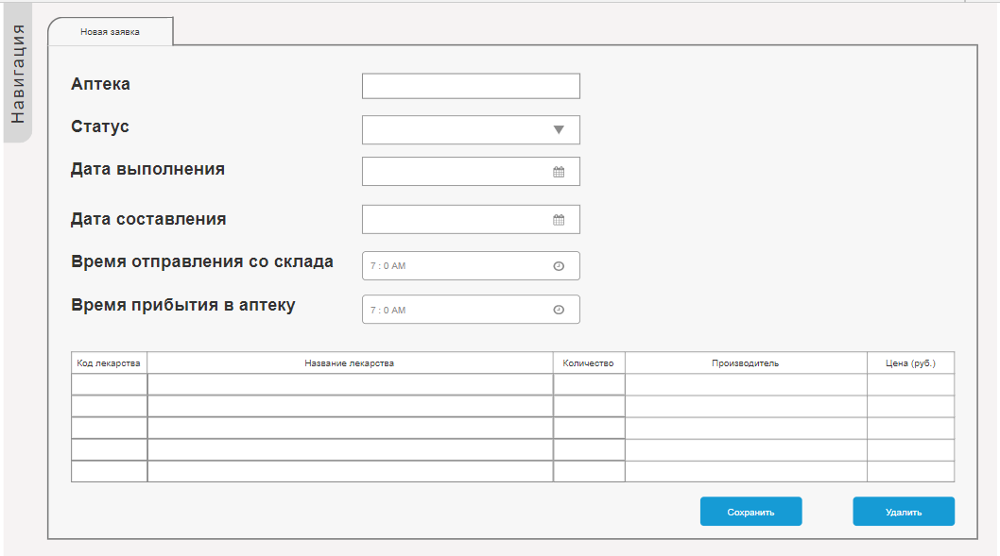 Навигация
Новая заявка
Аптека
Статус
Дата выполнения
Дата составления
Время отправления со склада
7 : 0 AM
Время прибытия в аптеку
7 : 0 AM
Код лекарства Название лекарства Количество Производитель Цена (руб.)
Сохранить Удалить